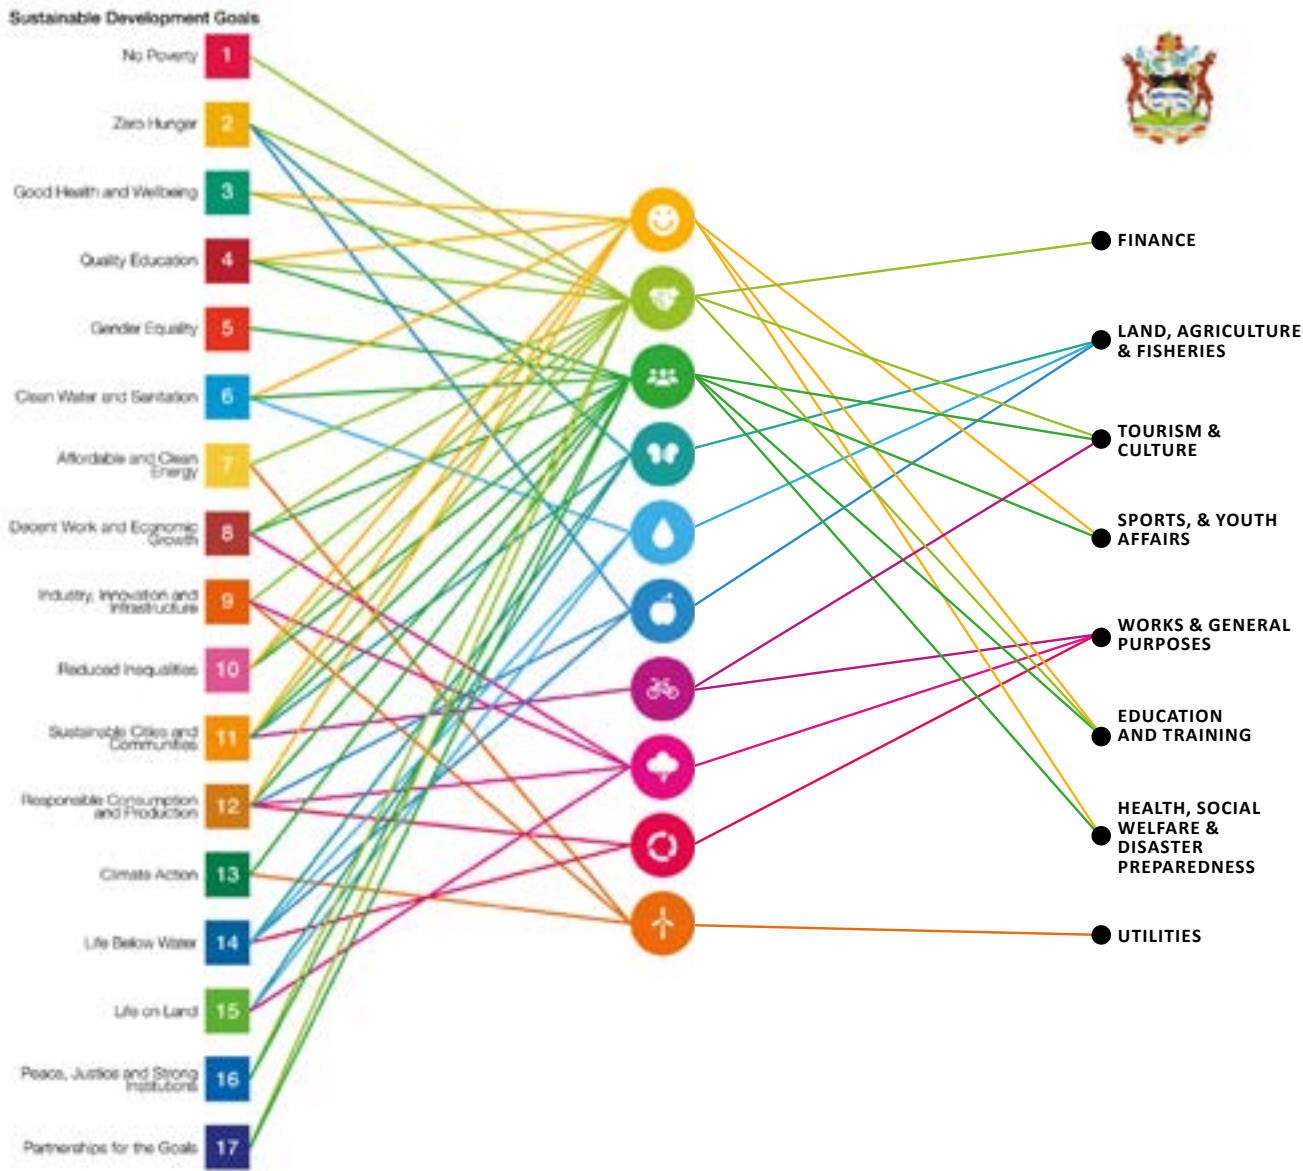 Sustainable Development Goals
No Poverty
1
Zero Hunger
2
Good Health and Wellbeing
3
Quality Education
4
Gender Equality
5
Clean Water and Sanitation
6
Affordable and Clean
Energy
7
Decent Work and Economic
Growth
8
Industry, Innovation and
Infrastructure
9
Reduced Inequalities
10
Sustainable Cities and
Communities
11
Responsible Consumption
and Production
12
Climate Action
13
Life Below Water
14
Life on Land
15
Peace, Justice and Strong
Institutions
16
Partnerships for the Goals
17
FINANCE
LAND, AGRICULTURE
& FISHERIES
TOURISM &
CULTURE
SPORTS, & YOUTH
AFFAIRS
WORKS & GENERAL
PURPOSES
EDUCATION
AND TRAINING
HEALTH, SOCIAL
WELFARE &
DISASTER
PREPAREDNESS
UTILITIES